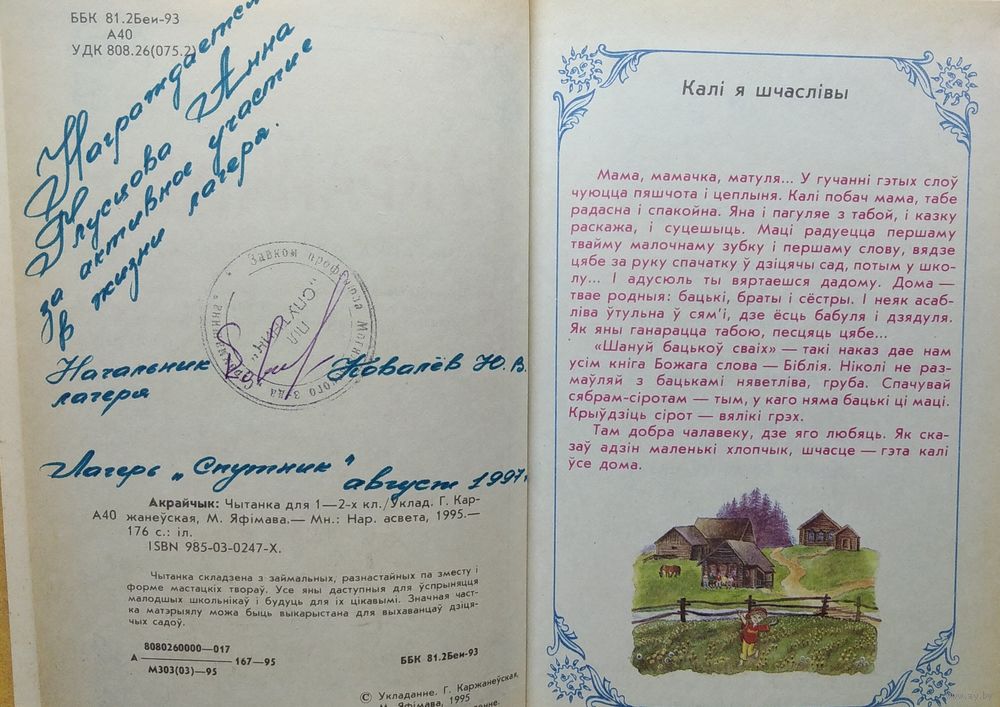 ББК 81.2Беи-93
А40
УДК 808.26(075.2)
Награждается
Глускова Анна
за активное участие
в жизни лагеря.
Завком профсоюза
ПЛ
„СПУТНИК“
Начальник Ковалёв Ю. В.
лагеря
Лагерь „Спутник“
август 1997
Акрайчык: Чытанка для 1—2-х кл./Уклад. Г. Кар-
А40 жанеўская, М. Яфімава.— Мн.: Нар. асвета, 1995.—
176 с.: іл.
ISBN 985-03-0247-X.
Чытанка складзена з займальных, разнастайных па зместу і
форме мастацкіх твораў. Усе яны даступныя для ўспрыняцця
малодшых школьнікаў і будуць для іх цікавымі. Значная част-
ка матэрыялу можа быць выкарыстана для выхаванцаў дзіця-
чых садоў.
8080260000—017
А ——— 167—95
М303(03)—95
ББК 81.2Беи-93
© Укладанне. Г. Каржанеўская,
М. Яфімава, 1995
Калі я шчаслівы
Мама, мамачка, матуля... У гучанні гэтых слоў
чуюцца пяшчота і цеплыня. Калі побач мама, табе
радасна і спакойна. Яна і пагуляе з табой, і казку
раскажа, і суцешыць. Маці радуецца першаму
твайму малочнаму зубку і першаму слову, вядзе
цябе за руку спачатку ў дзіцячы сад, потым у шко-
лу... І адусюль ты вяртаешся дадому. Дома —
твае родныя: бацькі, браты і сёстры. І неяк асаб-
ліва ўтульна ў сям’і, дзе ёсць бабуля і дзядуля.
Як яны ганарацца табою, песцяць цябе...
«Шануй бацькоў сваіх» — такі наказ дае нам
усім кніга Божага слова — Біблія. Ніколі не раз-
маўляй з бацькамі няветліва, груба. Спачувай
сябрам-сіротам — тым, у каго няма бацькі ці маці.
Крыўдзіць сірот — вялікі грэх.
Там добра чалавеку, дзе яго любяць. Як ска-
заў адзін маленькі хлопчык, шчасце — гэта калі
ўсе дома.